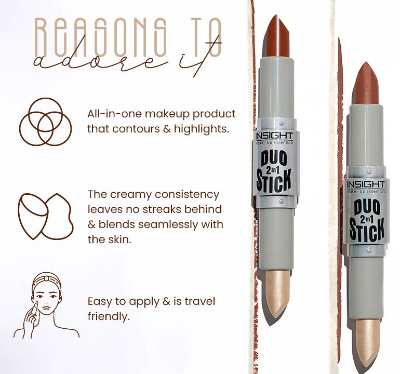 REASONS TO
adore it
All-in-one makeup product
that contours & highlights.
The creamy consistency
leaves no streaks behind
& blends seamlessly with
the skin.
Easy to apply & is travel
friendly.
INSIGHT
DUO
2in1
STICK
INSIGHT
DUO
2in1
STICK